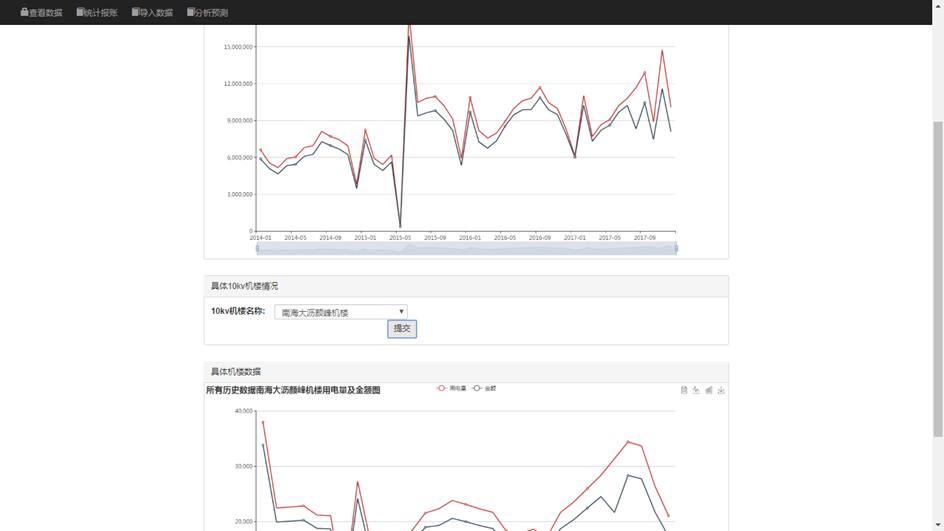 查看数据 统计报账 导入数据 分析预测
15,000,000
12,000,000
9,000,000
6,000,000
3,000,000
0
2014-01 2014-05 2014-09 2015-01 2015-05 2015-09 2016-01 2016-05 2016-09 2017-01 2017-05 2017-09
具体10kv机楼情况
10kv机楼名称: 南海大沥颜峰机楼
提交
具体机楼数据
所有历史数据南海大沥颜峰机楼用电量及金额图
用电量 金额
40,000
30,000
20,000